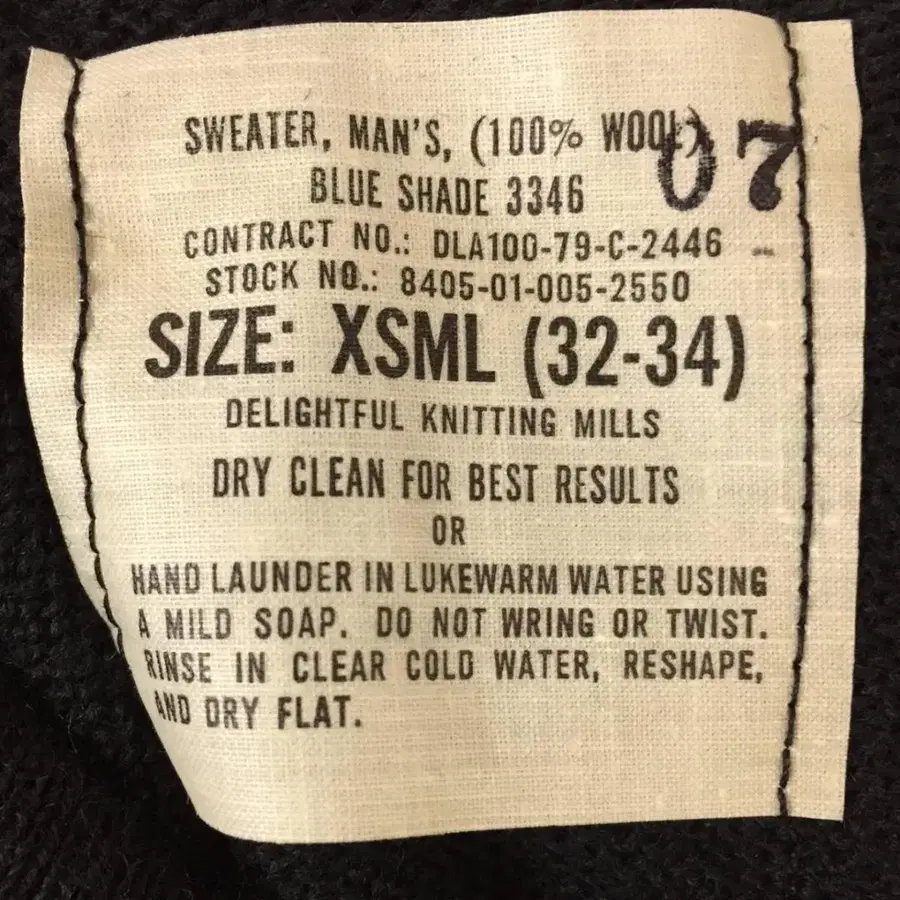 SWEATER, MAN'S, (100% WOOL)
07
BLUE SHADE 3346
CONTRACT NO.: DLA100-79-C-2446
STOCK NO.: 8405-01-005-2550
SIZE: XSML (32-34)
DELIGHTFUL KNITTING MILLS
DRY CLEAN FOR BEST RESULTS
OR
HAND LAUNDER IN LUKEWARM WATER USING
A MILD SOAP. DO NOT WRING OR TWIST.
RINSE IN CLEAR COLD WATER, RESHAPE,
AND DRY FLAT.